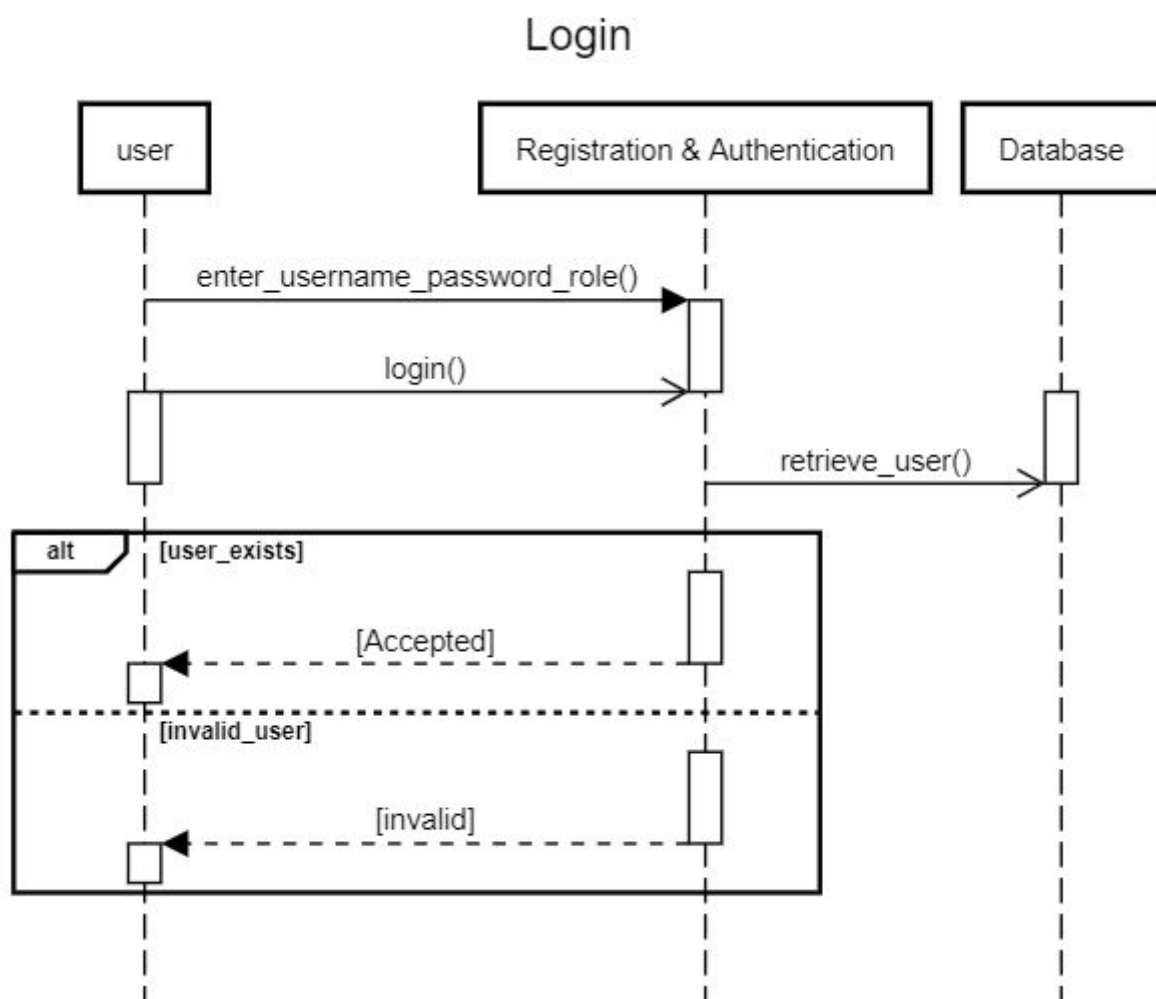 Login
user
Registration & Authentication
Database
enter_username_password_role()
login()
retrieve_user()
alt
[user_exists]
[Accepted]
[invalid_user]
[invalid]